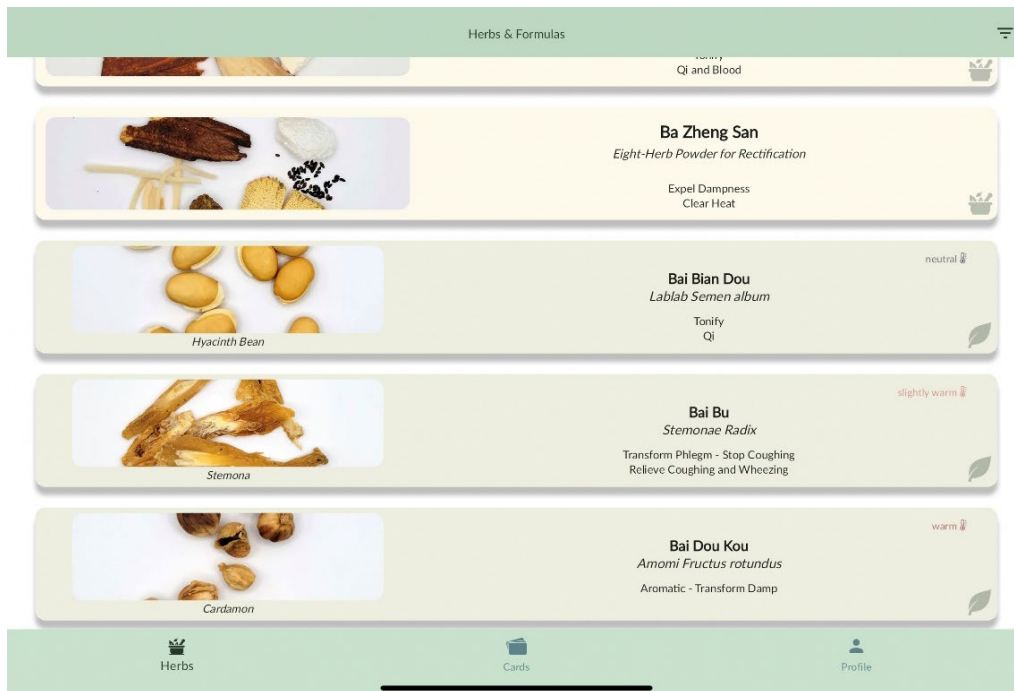 Herbs & Formulas
Qi and Blood
Ba Zheng San
Eight-Herb Powder for Rectification
Expel Dampness
Clear Heat
neutral
Bai Bian Dou
Lablab Semen album
Tonify
Qi
Hyacinth Bean
slightly warm
Bai Bu
Stemonae Radix
Transform Phlegm - Stop Coughing
Relieve Coughing and Wheezing
Stemona
warm
Bai Dou Kou
Amomi Fructus rotundus
Aromatic - Transform Damp
Cardamon
Herbs
Cards
Profile